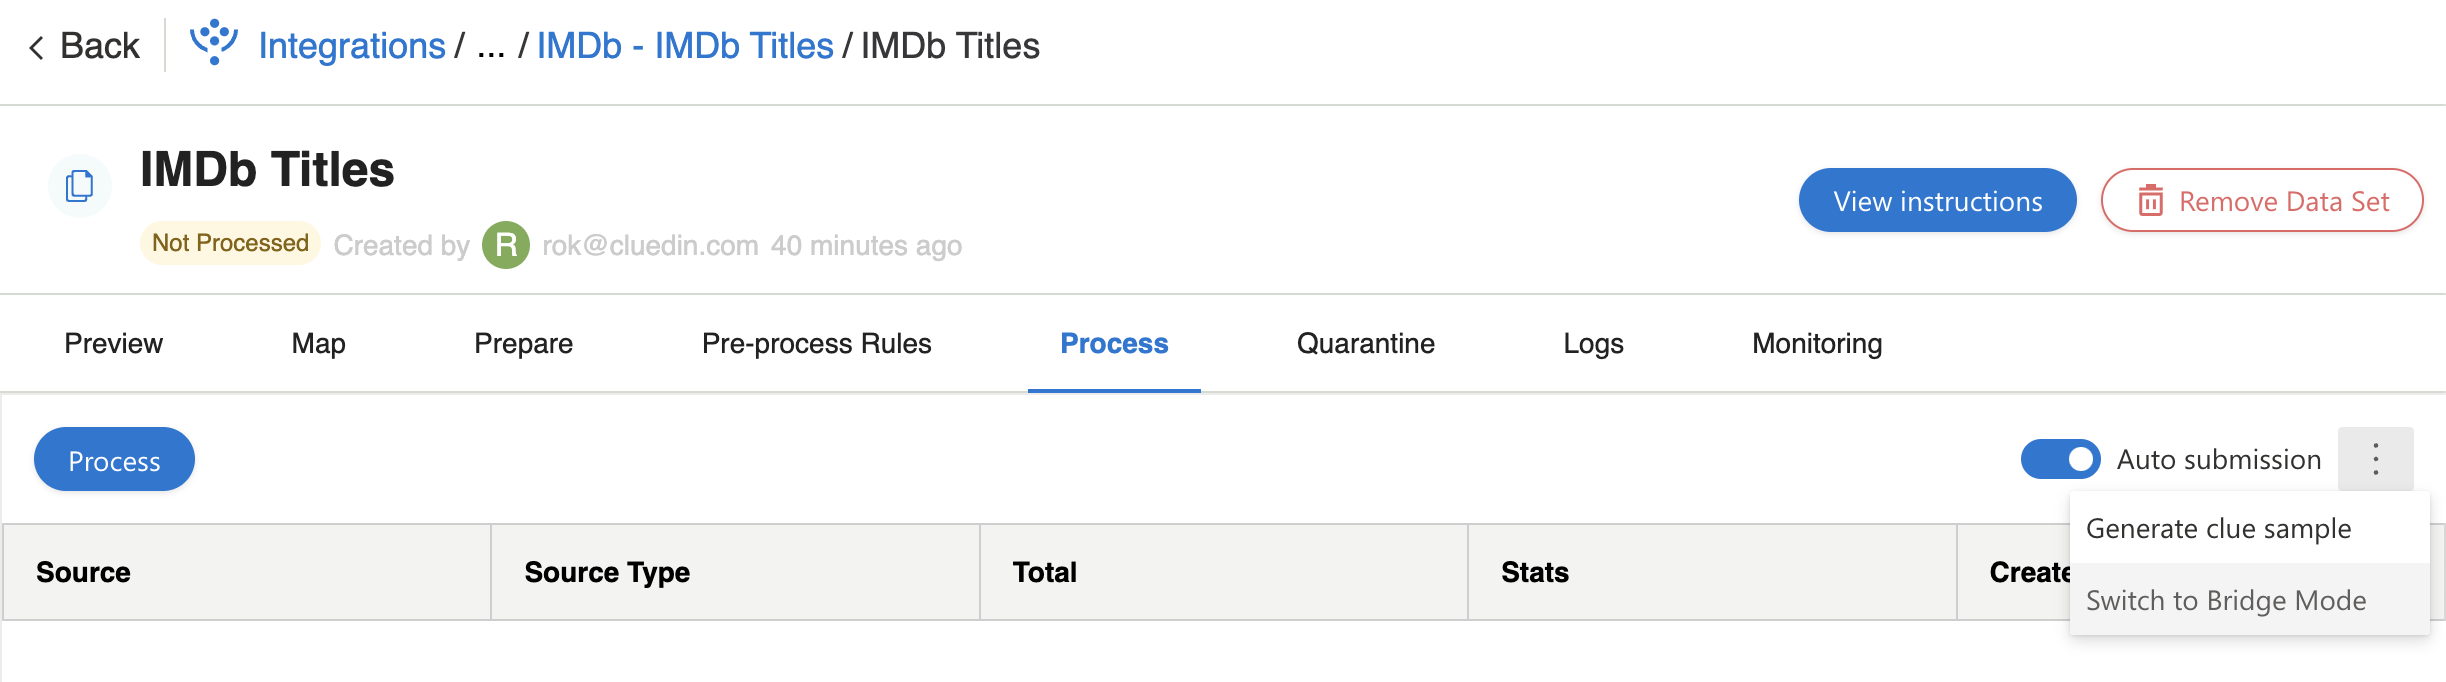 Back Integrations / ... / IMDb - IMDb Titles / IMDb Titles
IMDb Titles
View instructions Remove Data Set
Not Processed Created by R rok@cluedin.com 40 minutes ago
Preview Map Prepare Pre-process Rules Process Quarantine Logs Monitoring
Process Auto submission
Generate clue sample
Source Source Type Total Stats Create
Switch to Bridge Mode